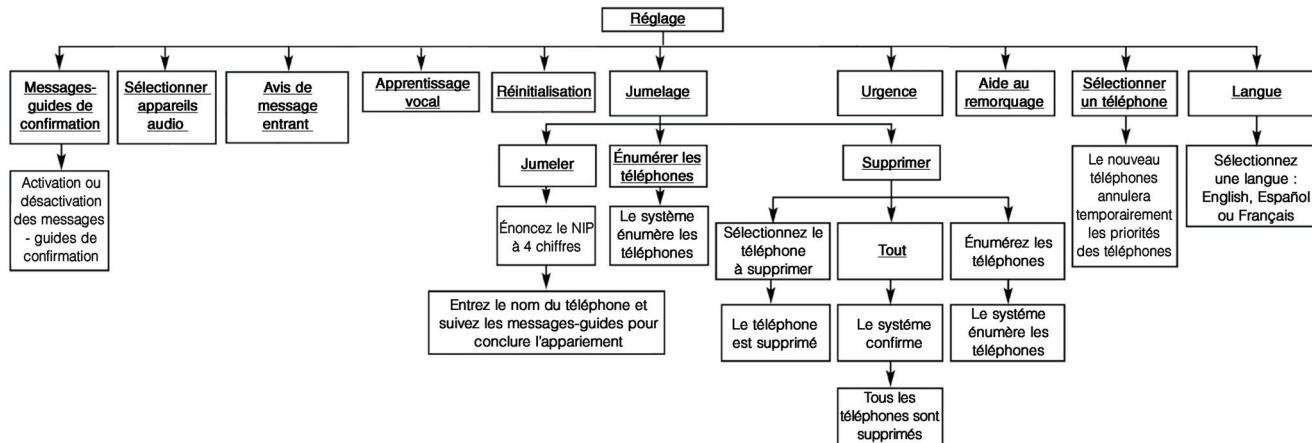 Réglage
Messages-
guides de
confirmation
Sélectionner
appareils
audio
Avis de
message
entrant
Apprentissage
vocal
Réinitialisation
Jumelage
Urgence
Aide au
remorquage
Sélectionner
un téléphone
Langue
Activation ou
désactivation
des messages
- guides de
confirmation
Jumeler
Énumérer les
téléphones
Supprimer
Le nouveau
téléphones
annulera
temporairement
les priorités
des téléphones
Sélectionnez
une langue :
English, Español
ou Français
Énoncez le NIP
à 4 chiffres
Le système
énumère les
téléphones
Sélectionnez le
téléphone
à supprimer
Tout
Énumérez les
téléphones
Entrez le nom du téléphone et
suivez les messages-guides pour
conclure l'appariement
Le téléphone
est supprimé
Le systéme
confirme
Le systéme
énumère les
téléphones
Tous les
téléphones sont
supprimés